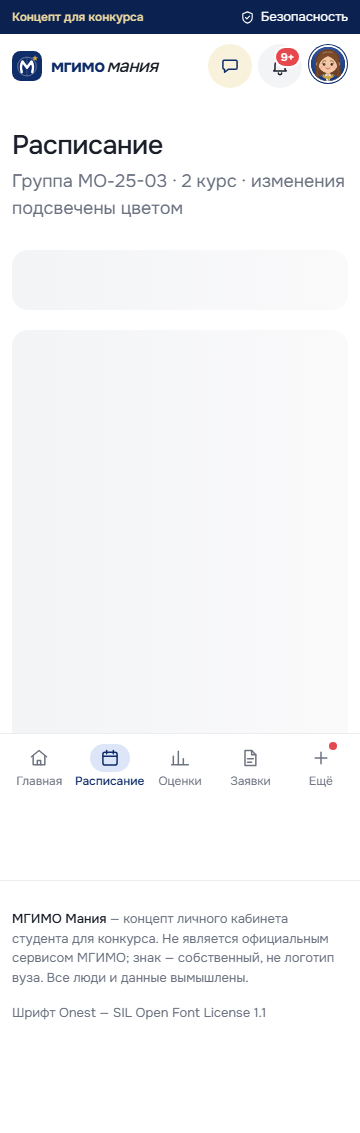 Концепт для конкурса
Безопасность
МГИМО МАНИЯ
9+
Расписание
Группа МО-25-03 · 2 курс · изменения
подсвечены цветом
Главная
Расписание
Оценки
Заявки
Ещё
МГИМО Мания — концепт личного кабинета
студента для конкурса. Не является официальным
сервисом МГИМО; знак — собственный, не логотип
вуза. Все люди и данные вымышлены.
Шрифт Onest — SIL Open Font License 1.1